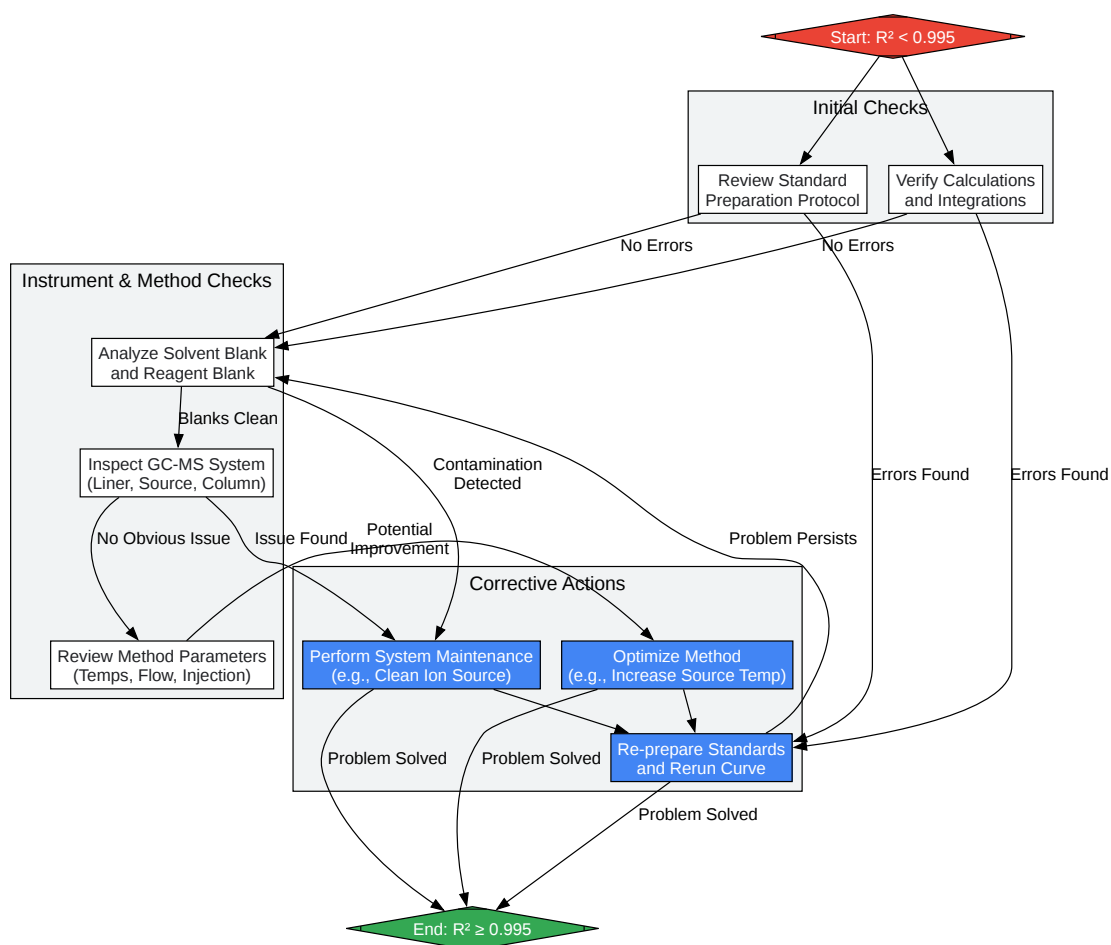 Start: R² < 0.995
Initial Checks
Review Standard
Preparation Protocol
Verify Calculations
and Integrations
No Errors
No Errors
Instrument & Method Checks
Analyze Solvent Blank
and Reagent Blank
Blanks Clean
Inspect GC-MS System
(Liner, Source, Column)
Contamination
Detected
Errors Found
Errors Found
No Obvious Issue
Issue Found
Potential
Improvement
Problem Persists
Corrective Actions
Review Method Parameters
(Temps, Flow, Injection)
Perform System Maintenance
(e.g., Clean Ion Source)
Optimize Method
(e.g., Increase Source Temp)
Re-prepare Standards
and Rerun Curve
Problem Solved
Problem Solved
Problem Solved
End: R² ≥ 0.995